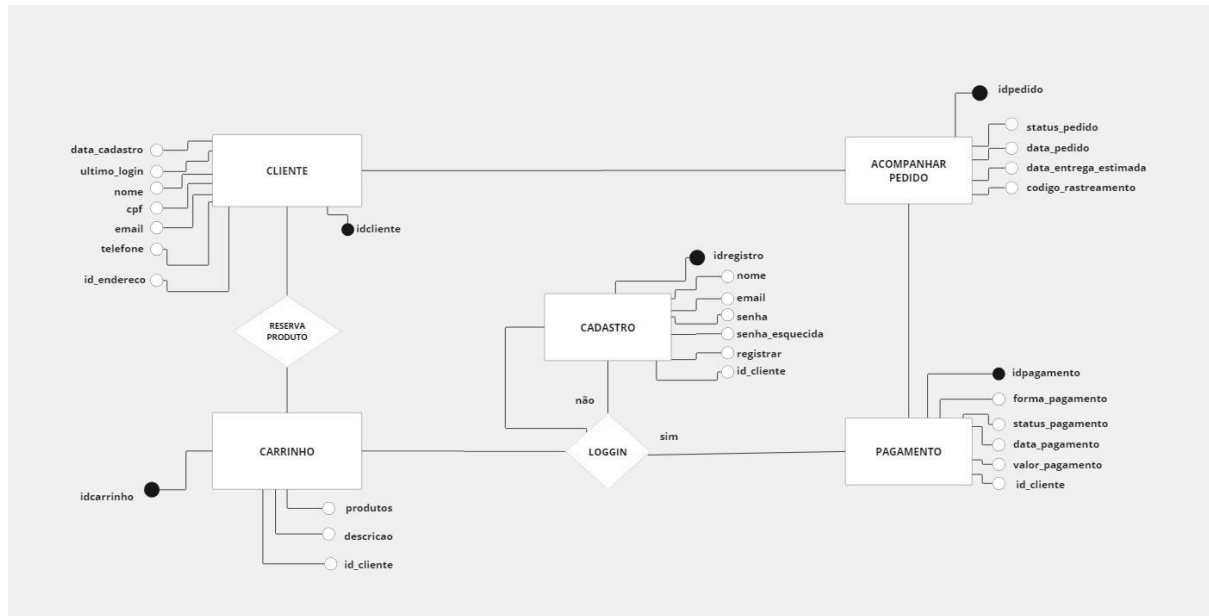 idpedido
status_pedido
data_pedido
data_entrega_estimada
codigo_rastreamento
ACOMPANHAR
PEDIDO
data_cadastro
ultimo_login
nome
cpf
email
telefone
id_endereco
CLIENTE
idcliente
RESERVA
PRODUTO
idregistro
nome
email
senha
senha_esquecida
registrar
id_cliente
CADASTRO
não
sim
LOGGIN
CARRINHO
idcarrinho
produtos
descricao
id_cliente
idpagamento
forma_pagamento
status_pagamento
data_pagamento
valor_pagamento
id_cliente
PAGAMENTO